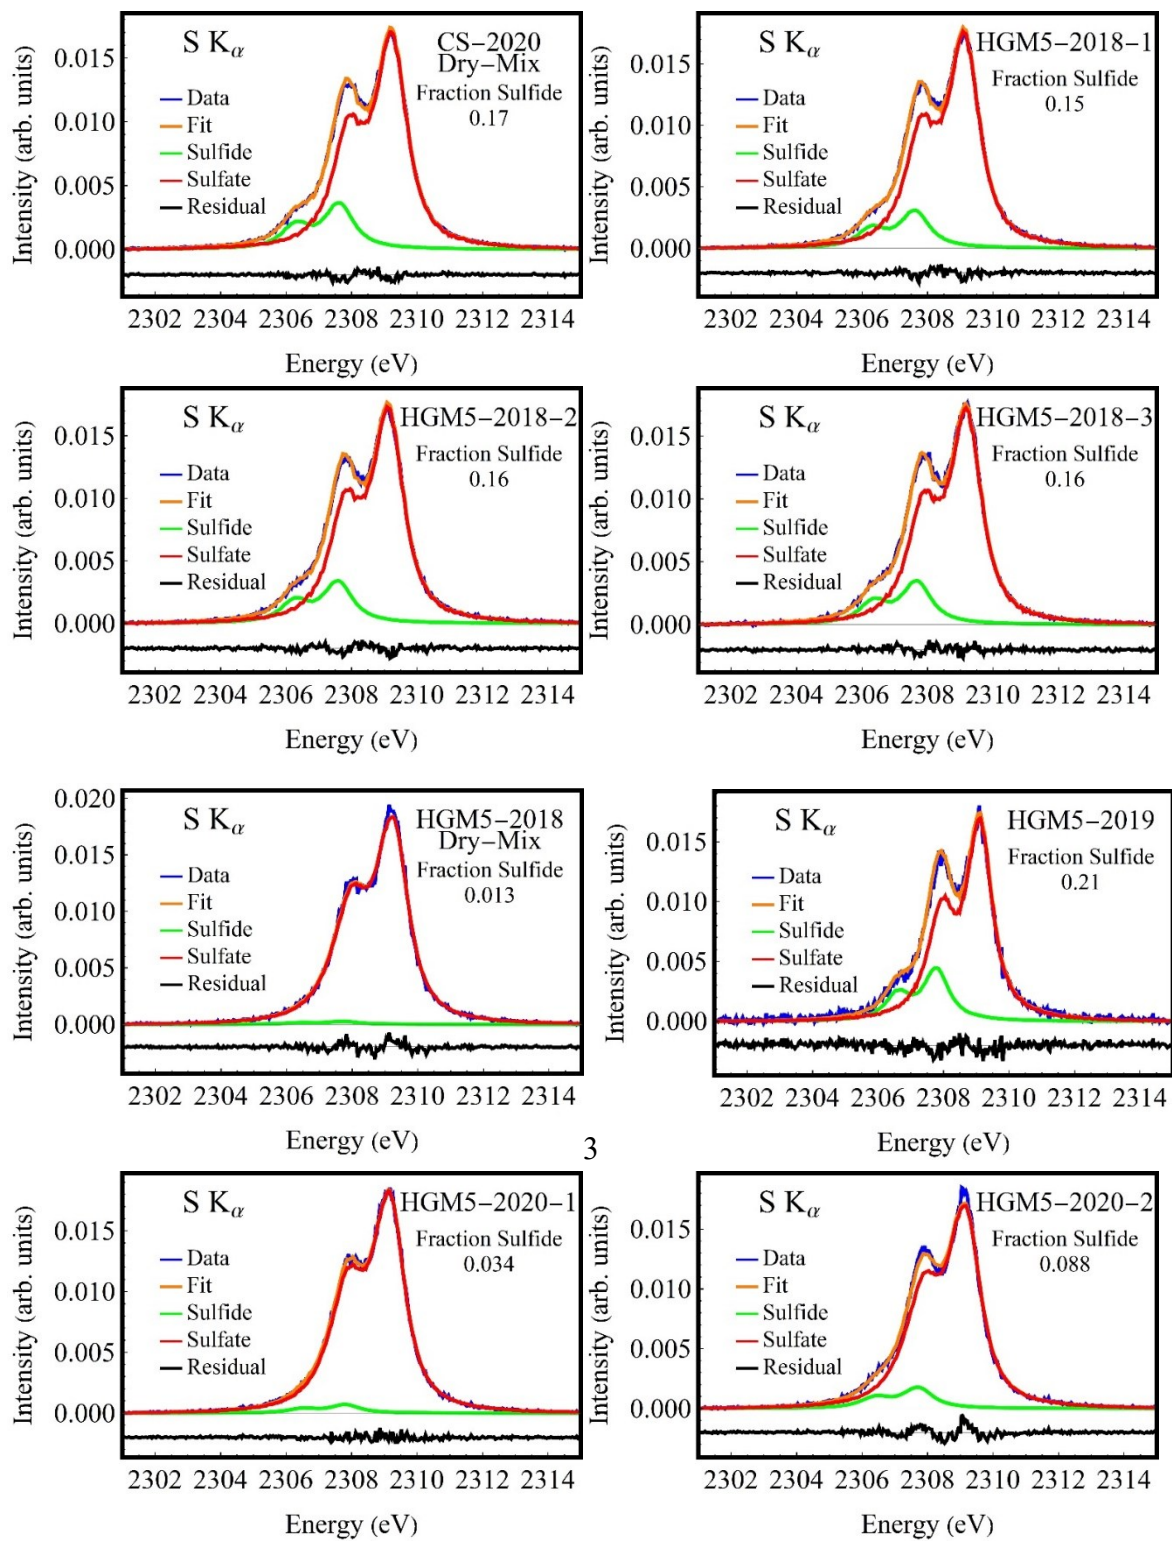 S Kα
CS-2020
Dry-Mix
Fraction Sulfide
0.17
Data
Fit
Sulfide
Sulfate
Residual
0.015
0.010
0.005
0.000
Intensity (arb. units)
2302 2304 2306 2308 2310 2312 2314
Energy (eV)
S Kα
HGM5-2018-1
Fraction Sulfide
0.15
Data
Fit
Sulfide
Sulfate
Residual
0.015
0.010
0.005
0.000
Intensity (arb. units)
2302 2304 2306 2308 2310 2312 2314
Energy (eV)
S Kα
HGM5-2018-2
Fraction Sulfide
0.16
Data
Fit
Sulfide
Sulfate
Residual
0.015
0.010
0.005
0.000
Intensity (arb. units)
2302 2304 2306 2308 2310 2312 2314
Energy (eV)
S Kα
HGM5-2018-3
Fraction Sulfide
0.16
Data
Fit
Sulfide
Sulfate
Residual
0.015
0.010
0.005
0.000
Intensity (arb. units)
2302 2304 2306 2308 2310 2312 2314
Energy (eV)
S Kα
HGM5-2018
Dry-Mix
Fraction Sulfide
0.013
Data
Fit
Sulfide
Sulfate
Residual
0.020
0.015
0.010
0.005
0.000
Intensity (arb. units)
2302 2304 2306 2308 2310 2312 2314
Energy (eV)
S Kα
HGM5-2019
Fraction Sulfide
0.21
Data
Fit
Sulfide
Sulfate
Residual
0.015
0.010
0.005
0.000
Intensity (arb. units)
2302 2304 2306 2308 2310 2312 2314
Energy (eV)
3
S Kα
HGM5-2020-1
Fraction Sulfide
0.034
Data
Fit
Sulfide
Sulfate
Residual
0.015
0.010
0.005
0.000
Intensity (arb. units)
2302 2304 2306 2308 2310 2312 2314
Energy (eV)
S Kα
HGM5-2020-2
Fraction Sulfide
0.088
Data
Fit
Sulfide
Sulfate
Residual
0.015
0.010
0.005
0.000
Intensity (arb. units)
2302 2304 2306 2308 2310 2312 2314
Energy (eV)